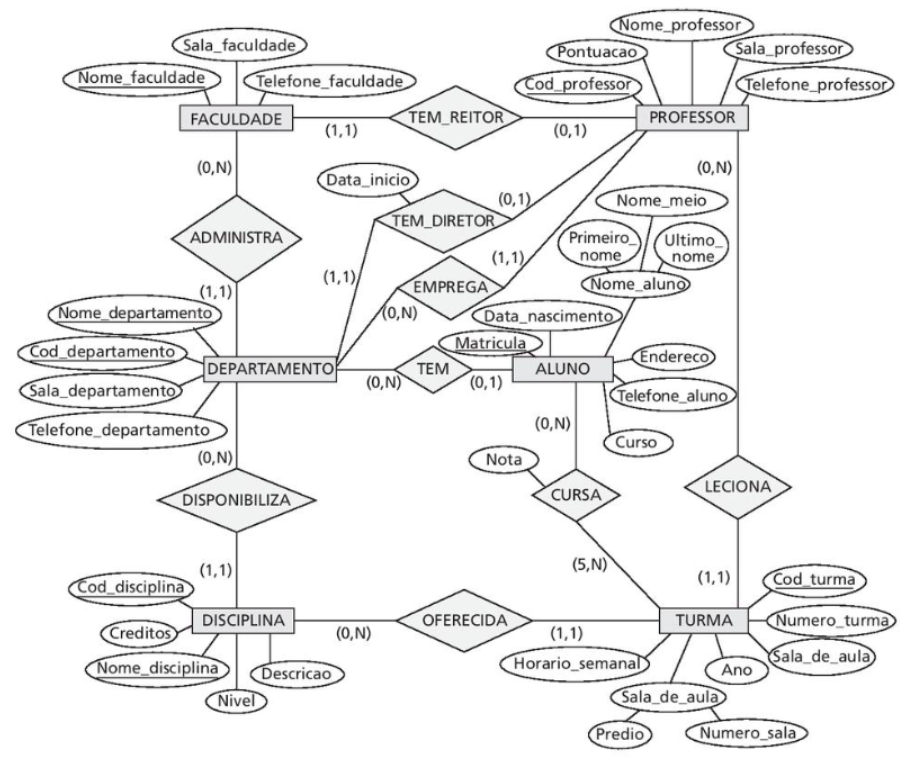 Nome_professor
Sala_faculdade
Pontuacao
Sala_professor
Nome_faculdade
Telefone_faculdade
Cod_professor
Telefone_professor
FACULDADE
TEM_REITOR
PROFESSOR
(1,1)
(0,1)
(0,N)
(0,N)
Data_inicio
(0,1)
Nome_meio
TEM_DIRETOR
ADMINISTRA
Primeiro_
nome
Ultimo_
nome
(1,1)
(1,1)
EMPREGA
Nome_aluno
(1,1)
(0,N)
Nome_departamento
Data_nascimento
Matricula
Cod_departamento
Endereco
DEPARTAMENTO
TEM
ALUNO
(0,N)
(0,1)
Sala_departamento
Telefone_aluno
Telefone_departamento
(0,N)
Curso
(0,N)
Nota
DISPONIBILIZA
CURSA
LECIONA
(1,1)
(5,N)
(1,1)
Cod_disciplina
Cod_turma
DISCIPLINA
OFERECIDA
TURMA
Numero_turma
Creditos
(0,N)
(1,1)
Nome_disciplina
Descricao
Horario_semanal
Ano
Sala_de_aula
Nivel
Sala_de_aula
Predio
Numero_sala